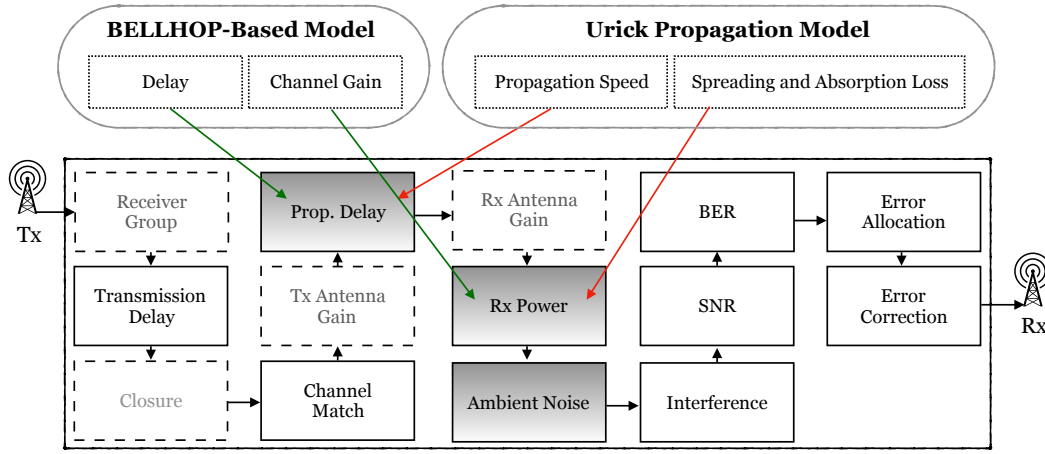 BELLHOP-Based Model
Delay
Channel Gain
Urick Propagation Model
Propagation Speed
Spreading and Absorption Loss
Tx
Receiver
Group
Transmission
Delay
Closure
Prop. Delay
Tx Antenna
Gain
Channel
Match
Rx Antenna
Gain
Rx Power
Ambient Noise
BER
SNR
Interference
Error
Allocation
Error
Correction
Rx